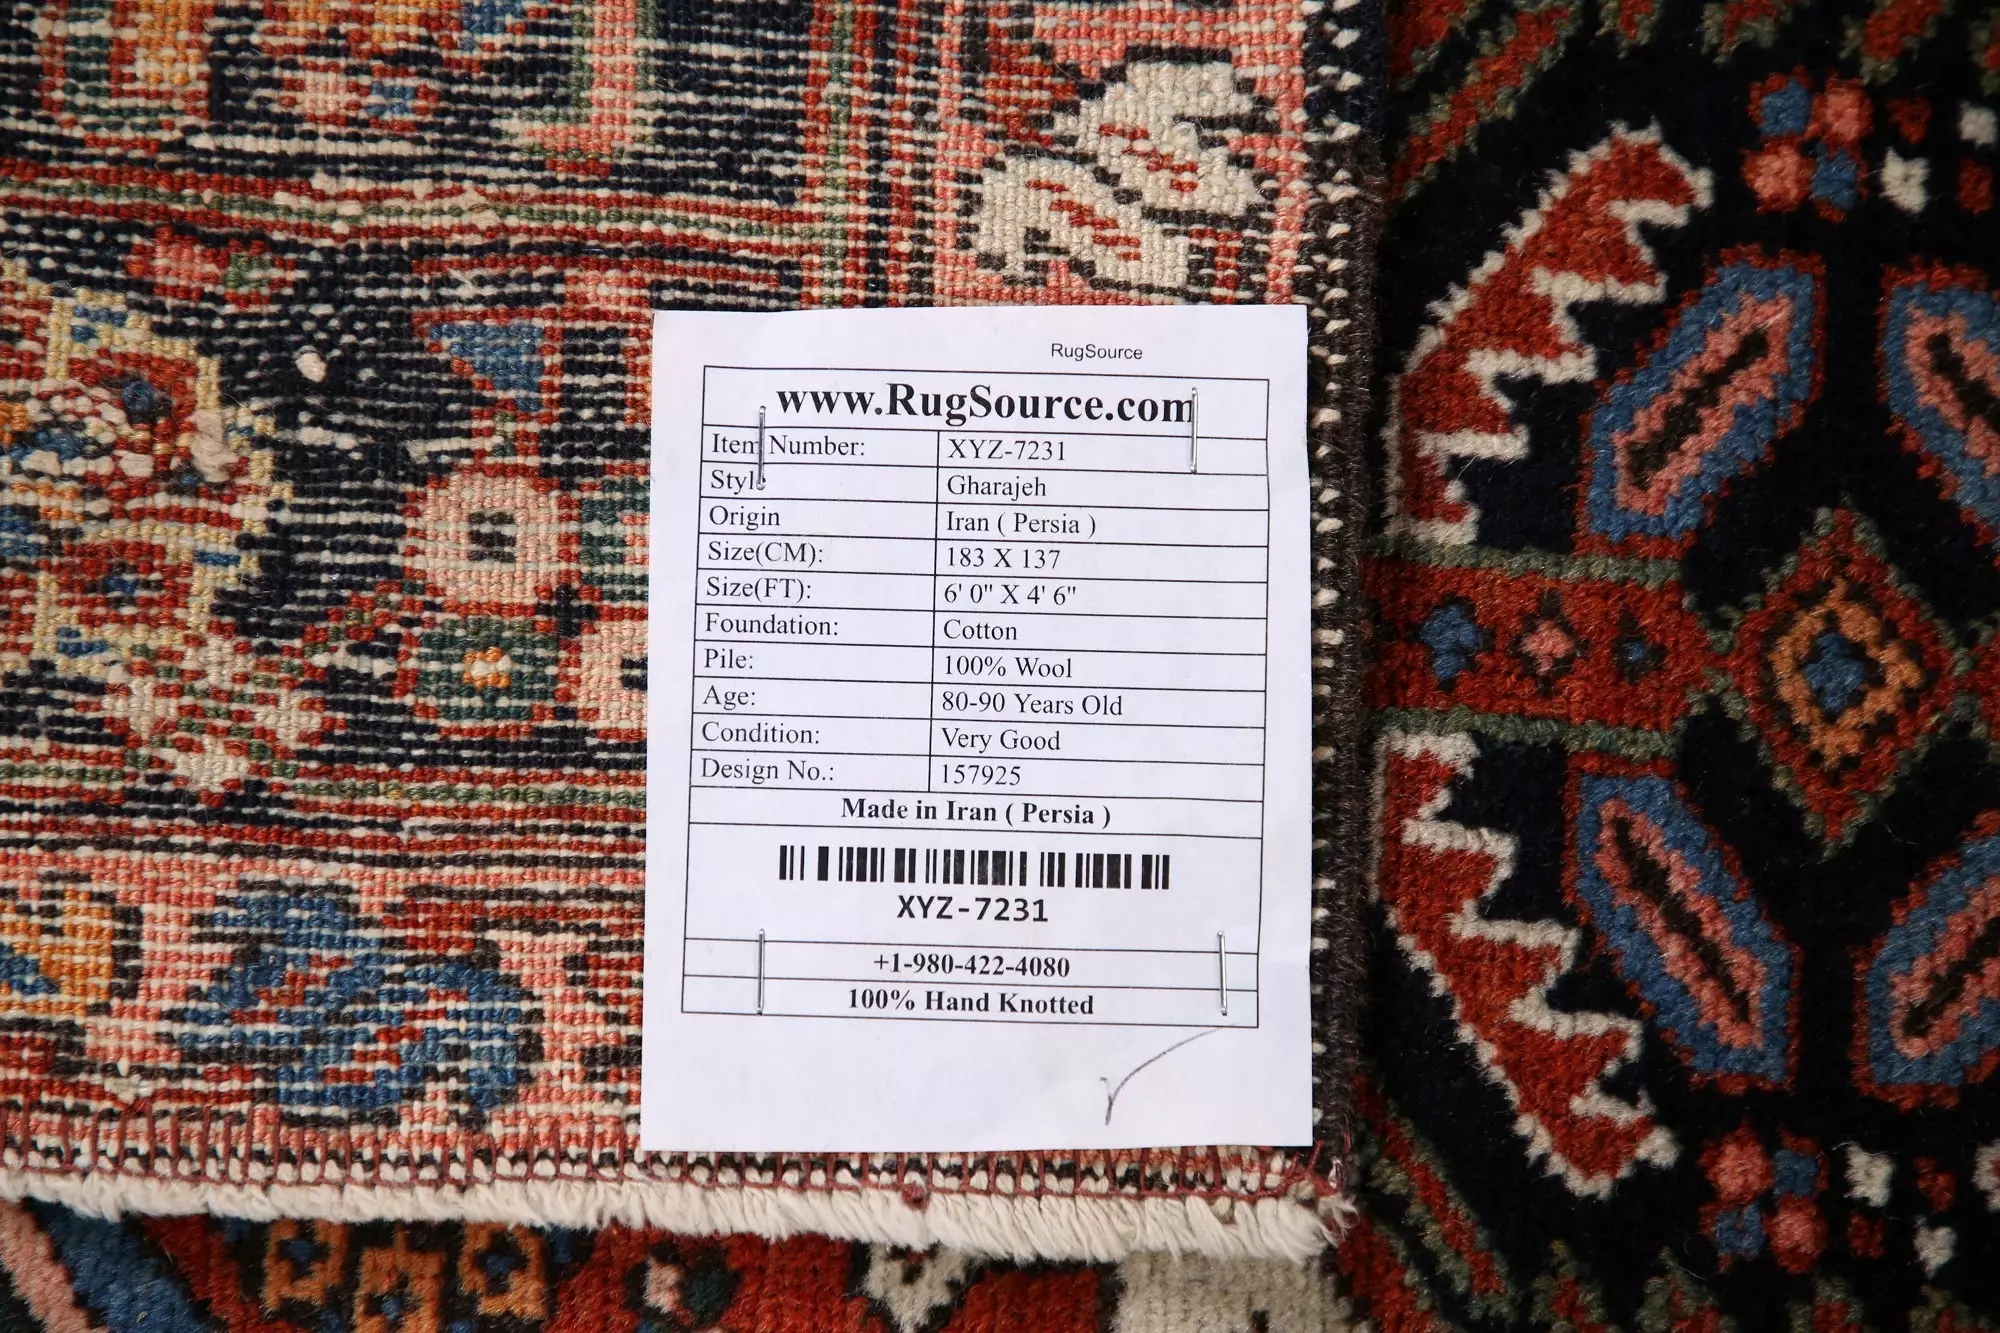 RugSource
www.RugSource.com
Item Number: XYZ-7231
Style Gharajeh
Origin Iran ( Persia )
Size(CM): 183 X 137
Size(FT): 6' 0" X 4' 6"
Foundation: Cotton
Pile: 100% Wool
Age: 80-90 Years Old
Condition: Very Good
Design No.: 157925
Made in Iran ( Persia )
XYZ-7231
+1-980-422-4080
100% Hand Knotted